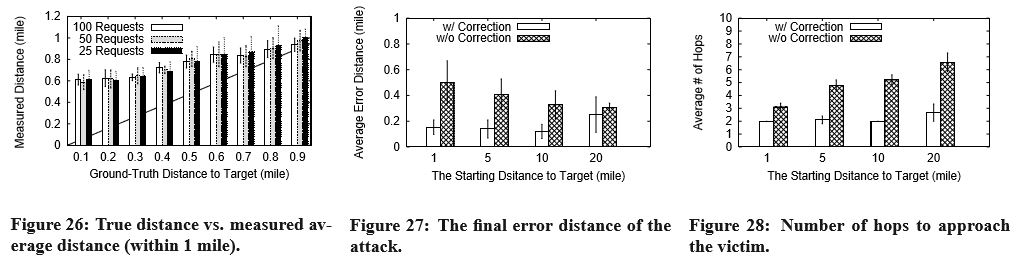 Measured Distance (mile)
1.2
1
0.8
0.6
0.4
0.2
0
100 Requests
50 Requests
25 Requests
0.1 0.2 0.3 0.4 0.5 0.6 0.7 0.8 0.9
Ground-Truth Distance to Target (mile)
Figure 26: True distance vs. measured av-
erage distance (within 1 mile).
Average Error Distance (mile)
1
0.8
0.6
0.4
0.2
0
w/ Correction
w/o Correction
1 5 10 20
The Starting Dsitance to Target (mile)
Figure 27: The final error distance of the
attack.
Average # of Hops
10
9
8
7
6
5
4
3
2
1
0
w/ Correction
w/o Correction
1 5 10 20
The Starting Dsitance to Target (mile)
Figure 28: Number of hops to approach
the victim.